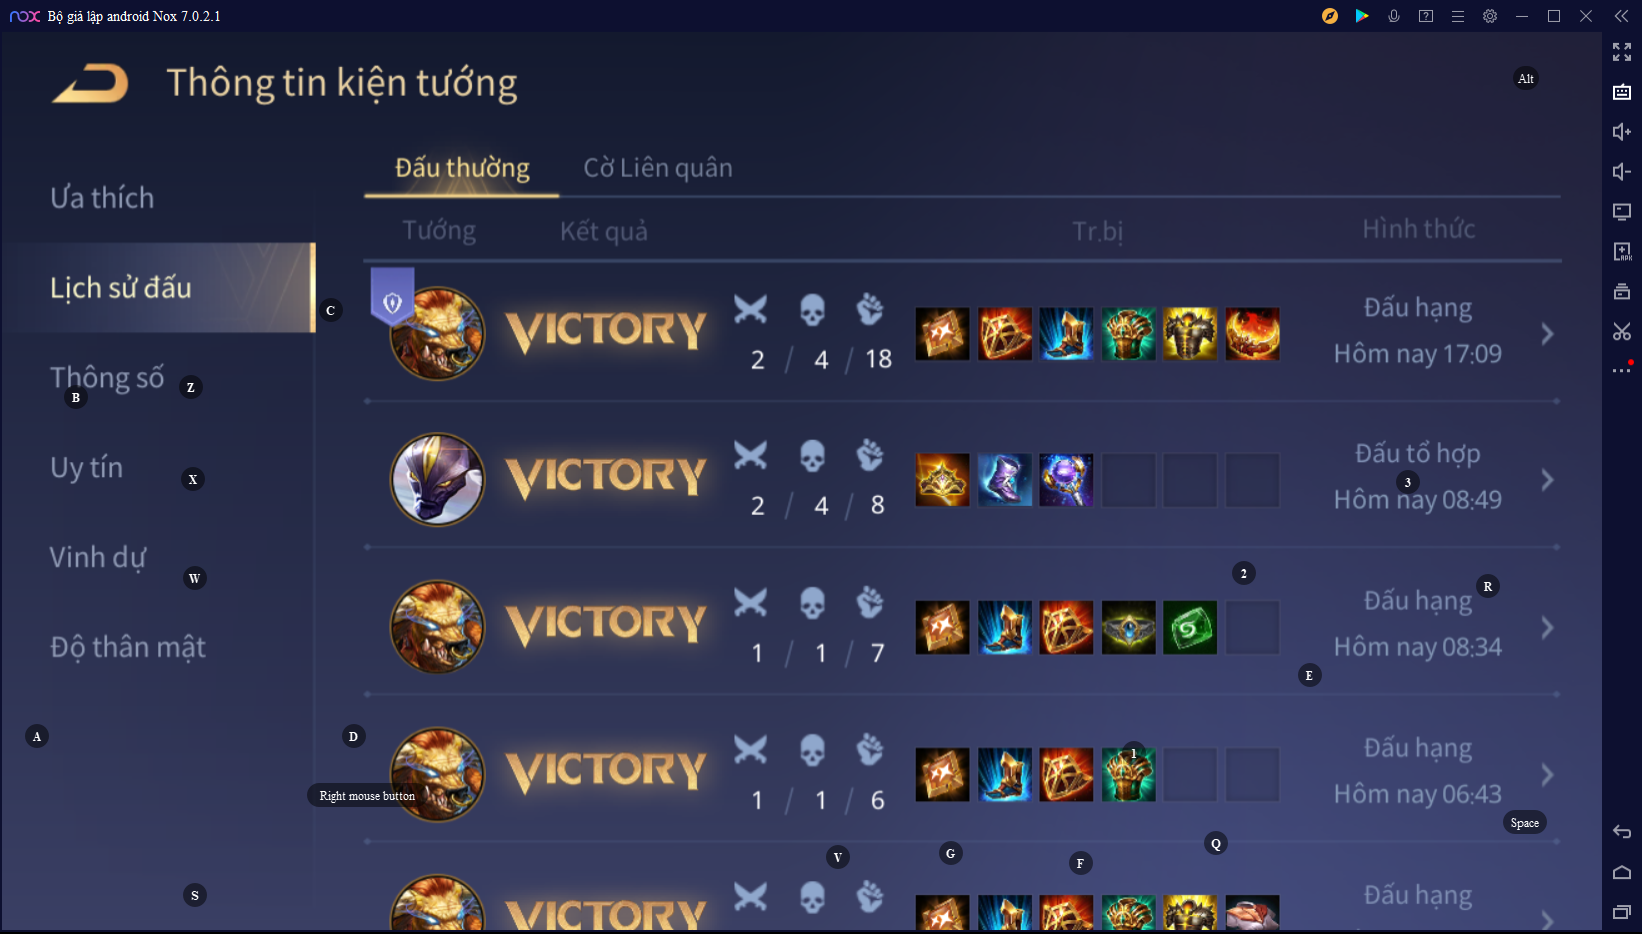 nox Bộ giả lập android Nox 7.0.2.1
Thông tin kiện tướng
Alt
Đấu thường Cờ Liên quân
Ưa thích
Tướng Kết quả Tr.bị Hình thức
Lịch sử đấu
C
VICTORY
2 / 4 / 18
Đấu hạng
Hôm nay 17:09
Thông số
B
Z
VICTORY
2 / 4 / 8
Đấu tổ hợp
3
Hôm nay 08:49
Uy tín
X
Vinh dự
W
2
R
VICTORY
1 / 1 / 7
Đấu hạng
Hôm nay 08:34
Độ thân mật
E
A
D
VICTORY
1 / 1 / 6
1
Đấu hạng
Hôm nay 06:43
Right mouse button
Space
V
G
F
Q
S
VICTORY
Đấu hạng